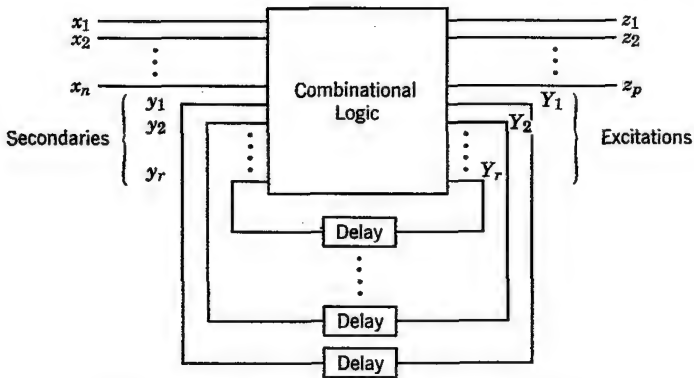 x₁ z₁
x₂ z₂
xₙ zₚ
Combinational
Logic
y₁ Y₁
y₂ Y₂
Secondaries Excitations
yᵣ Yᵣ
Delay
Delay
Delay